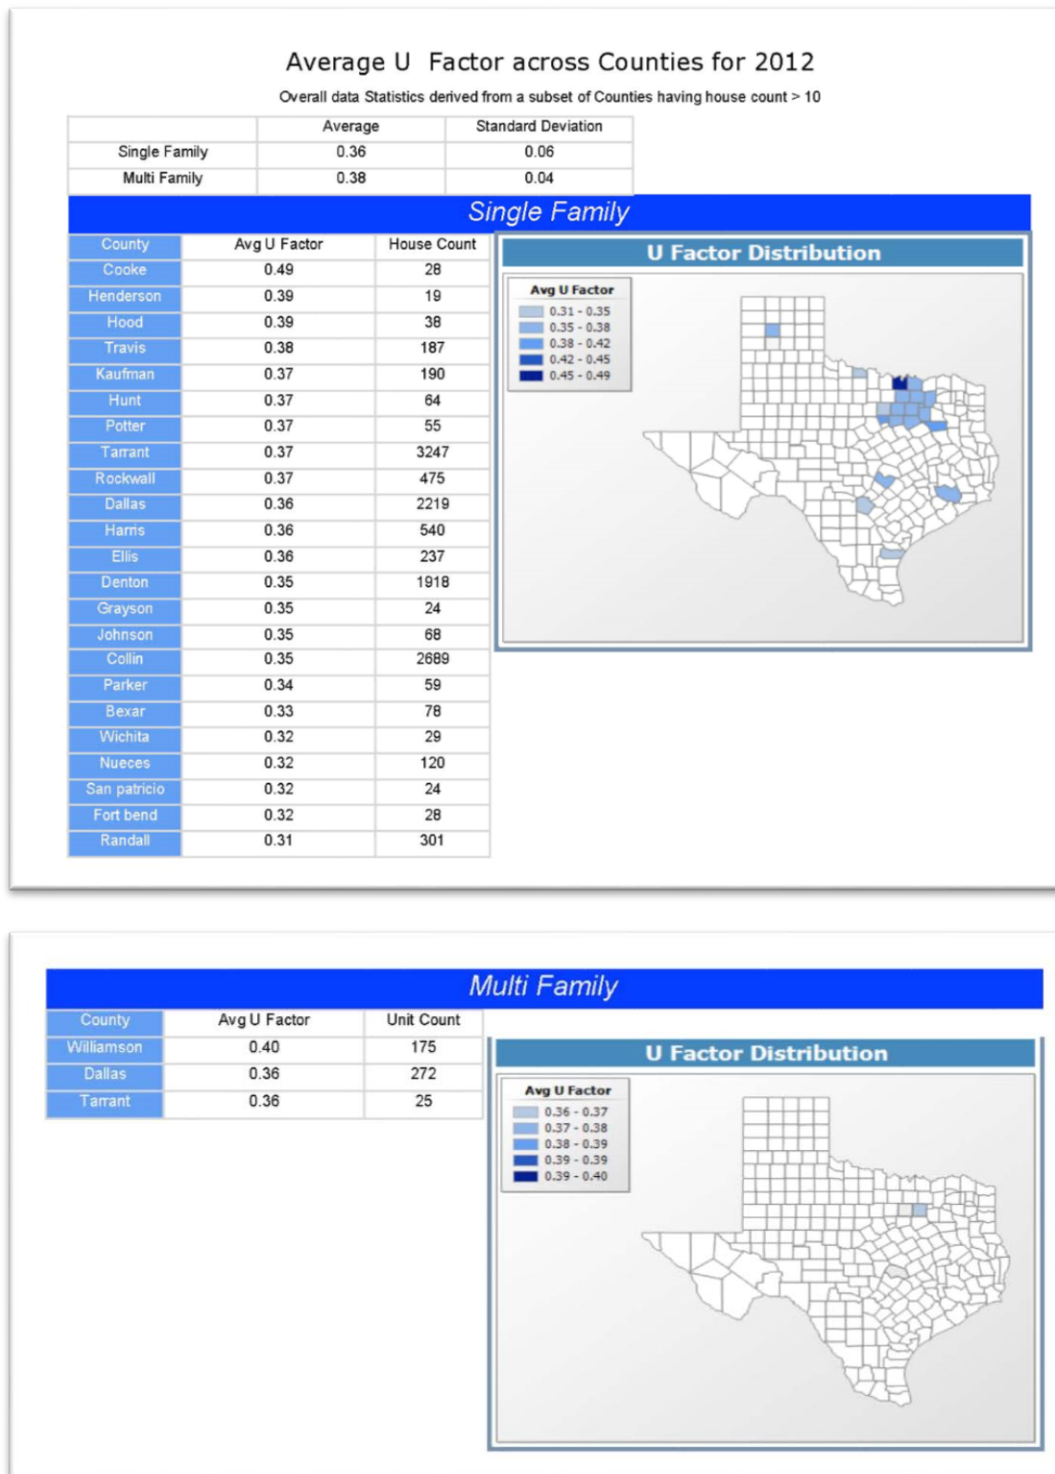 Average U Factor across Counties for 2012
Overall data Statistics derived from a subset of Counties having house count > 10
Average Standard Deviation
Single Family 0.36 0.06
Multi Family 0.38 0.04
Single Family
County Avg U Factor House Count
Cooke 0.49 28
Henderson 0.39 19
Hood 0.39 38
Travis 0.38 187
Kaufman 0.37 190
Hunt 0.37 64
Potter 0.37 55
Tarrant 0.37 3247
Rockwall 0.37 475
Dallas 0.36 2219
Harris 0.36 540
Ellis 0.36 237
Denton 0.35 1918
Grayson 0.35 24
Johnson 0.35 68
Collin 0.35 2689
Parker 0.34 59
Bexar 0.33 78
Wichita 0.32 29
Nueces 0.32 120
San patricio 0.32 24
Fort bend 0.32 28
Randall 0.31 301
U Factor Distribution
Avg U Factor
0.31 - 0.35
0.35 - 0.38
0.38 - 0.42
0.42 - 0.45
0.45 - 0.49
Multi Family
County Avg U Factor Unit Count
Williamson 0.40 175
Dallas 0.36 272
Tarrant 0.36 25
U Factor Distribution
Avg U Factor
0.36 - 0.37
0.37 - 0.38
0.38 - 0.39
0.39 - 0.39
0.39 - 0.40